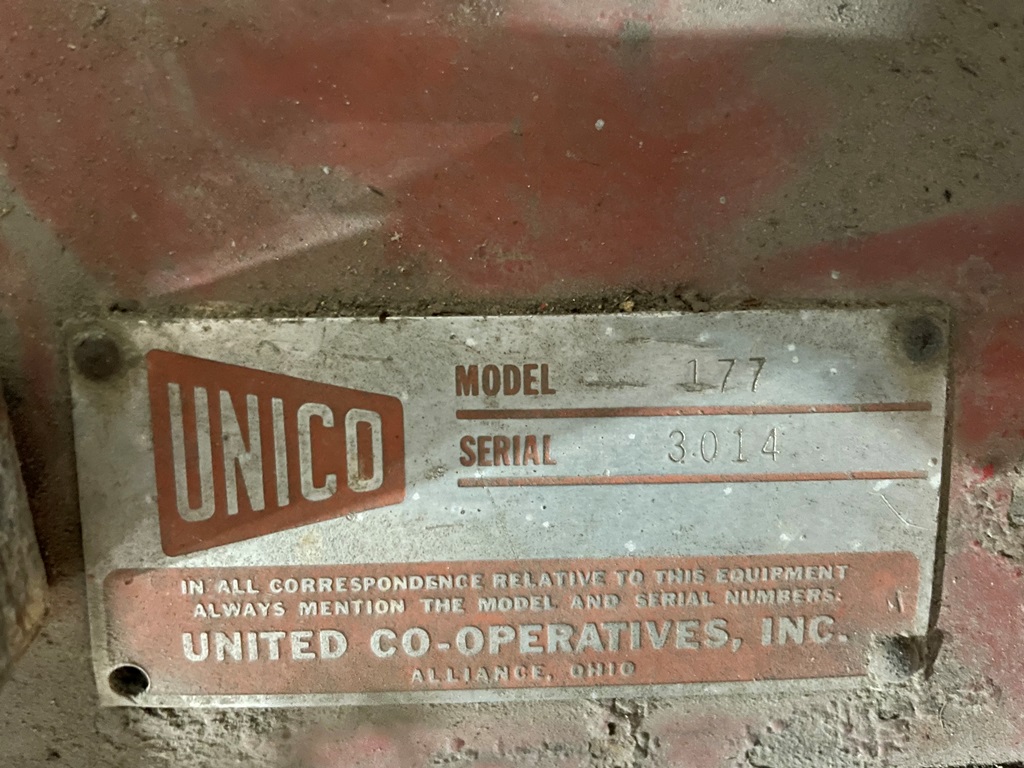 UNICO
MODEL 177
SERIAL 3014
IN ALL CORRESPONDENCE RELATIVE TO THIS EQUIPMENT
ALWAYS MENTION THE MODEL AND SERIAL NUMBERS.
UNITED CO-OPERATIVES, INC.
ALLIANCE, OHIO